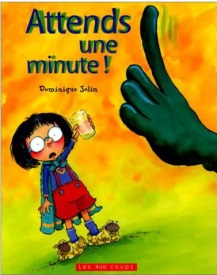 Attends
une
minute !
Dominique Jolin
Les 400 coups